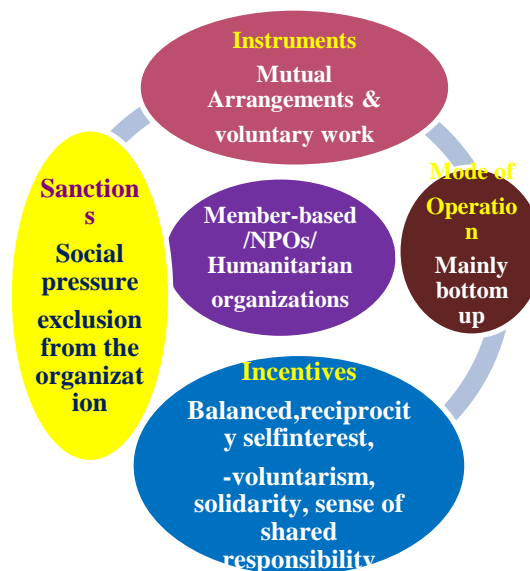 Instruments
Mutual
Arrangements &
voluntary work
Mode of
Operatio
n
Mainly
bottom
up
Sanction
s
Social
pressure
exclusion
from the
organizat
ion
Member-based
/NPOs/
Humanitarian
organizations
Incentives
Balanced,reciprocit
y selfinterest,
-voluntarism,
solidarity, sense of
shared
responsibility